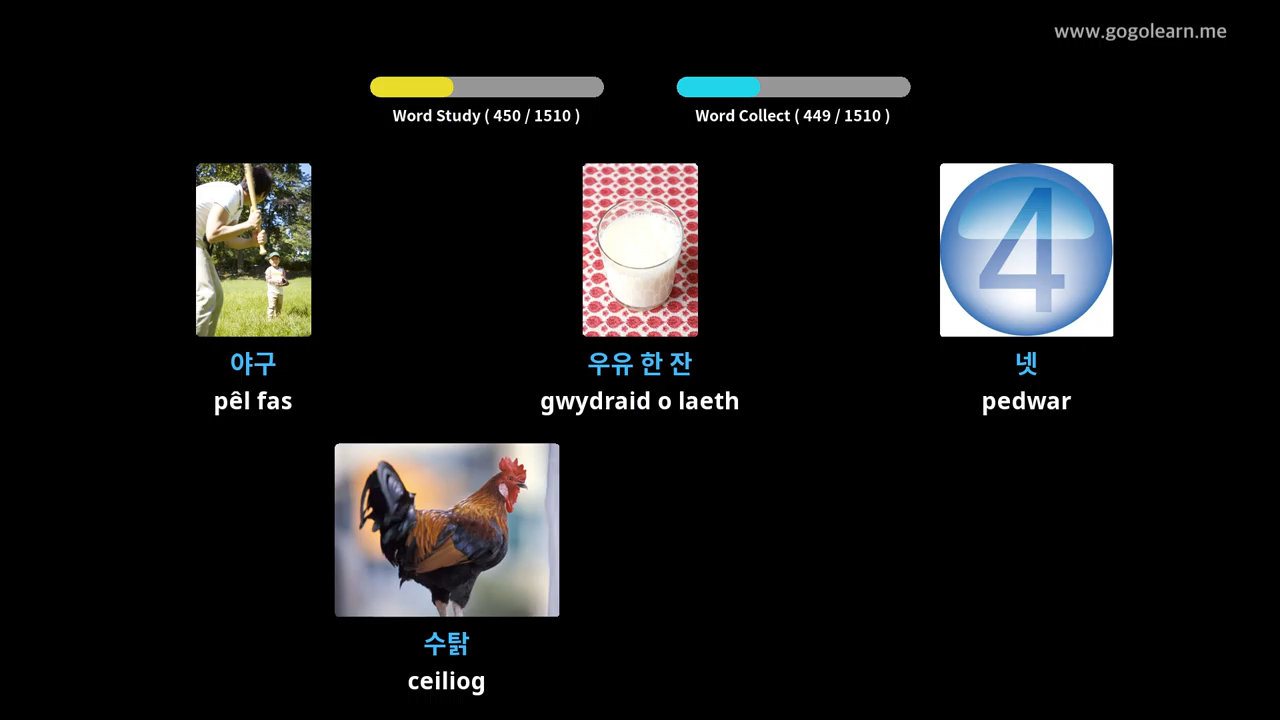 www.gogolearn.me
Word Study ( 450 / 1510 )
Word Collect ( 449 / 1510 )
4
야구
pêl fas
우유 한 잔
gwydraid o laeth
넷
pedwar
수탉
ceiliog